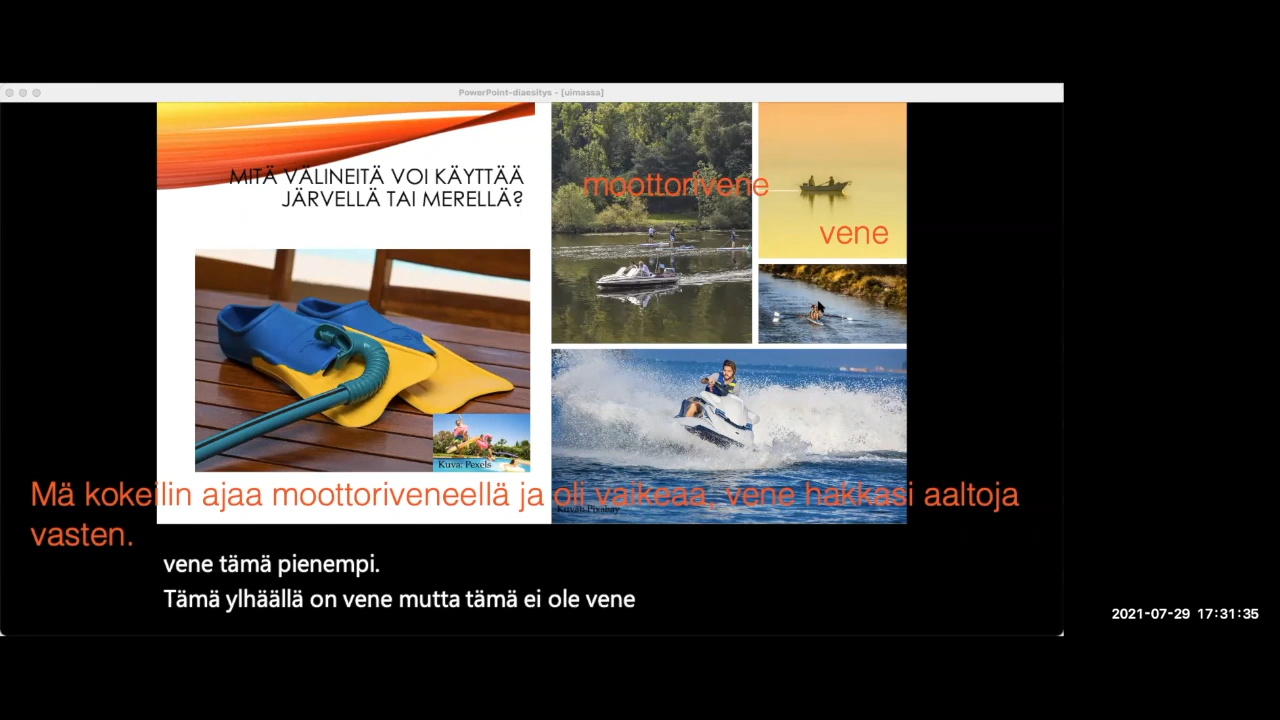 PowerPoint-diaesitys - [uimassa]
MITÄ VÄLINEITÄ VOI KÄYTTÄÄ
JÄRVELLÄ TAI MERELLÄ?
moottorivene
vene
Kuva: Pexels
Mä kokeilin ajaa moottoriveneellä ja oli vaikeaa, vene hakkasi aaltoja
vasten.
Kuvat: Pixabay
vene tämä pienempi.
Tämä ylhäällä on vene mutta tämä ei ole vene
2021-07-29 17:31:35